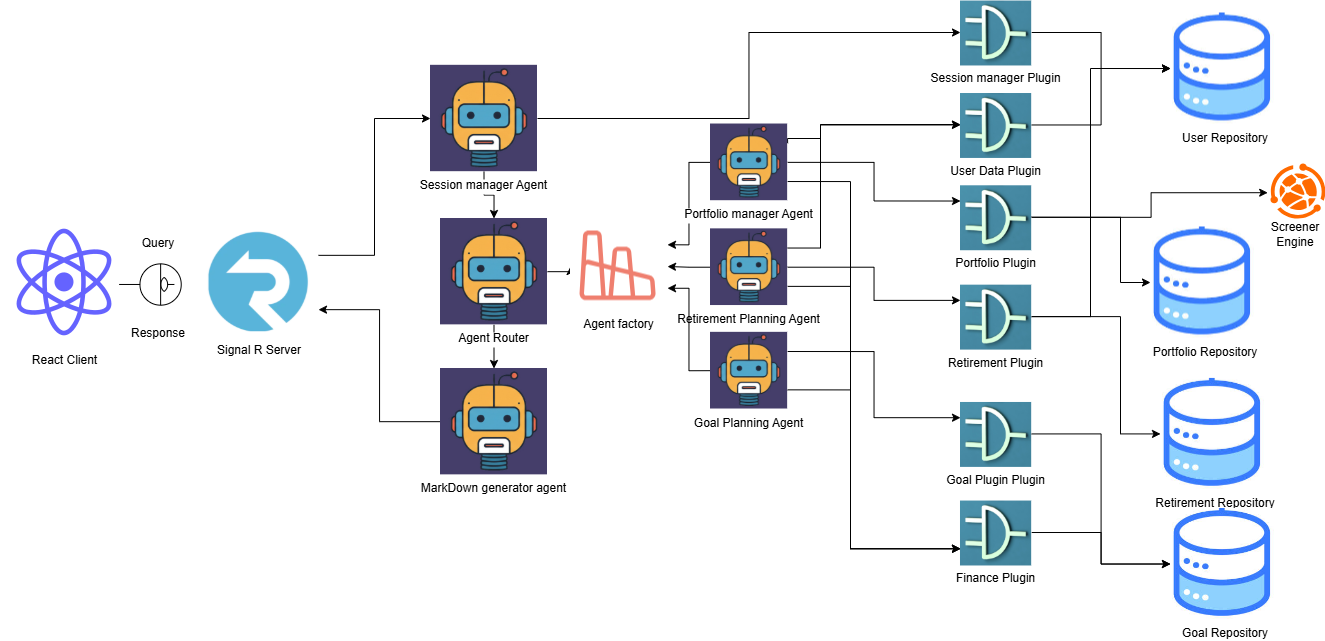 Session manager Plugin
User Repository
User Data Plugin
Session manager Agent
Portfolio manager Agent
Query
Screener
Engine
Portfolio Plugin
Retirement Planning Agent
Agent factory
Response
Agent Router
Signal R Server
React Client
Portfolio Repository
Retirement Plugin
Goal Planning Agent
MarkDown generator agent
Goal Plugin Plugin
Retirement Repository
Finance Plugin
Goal Repository